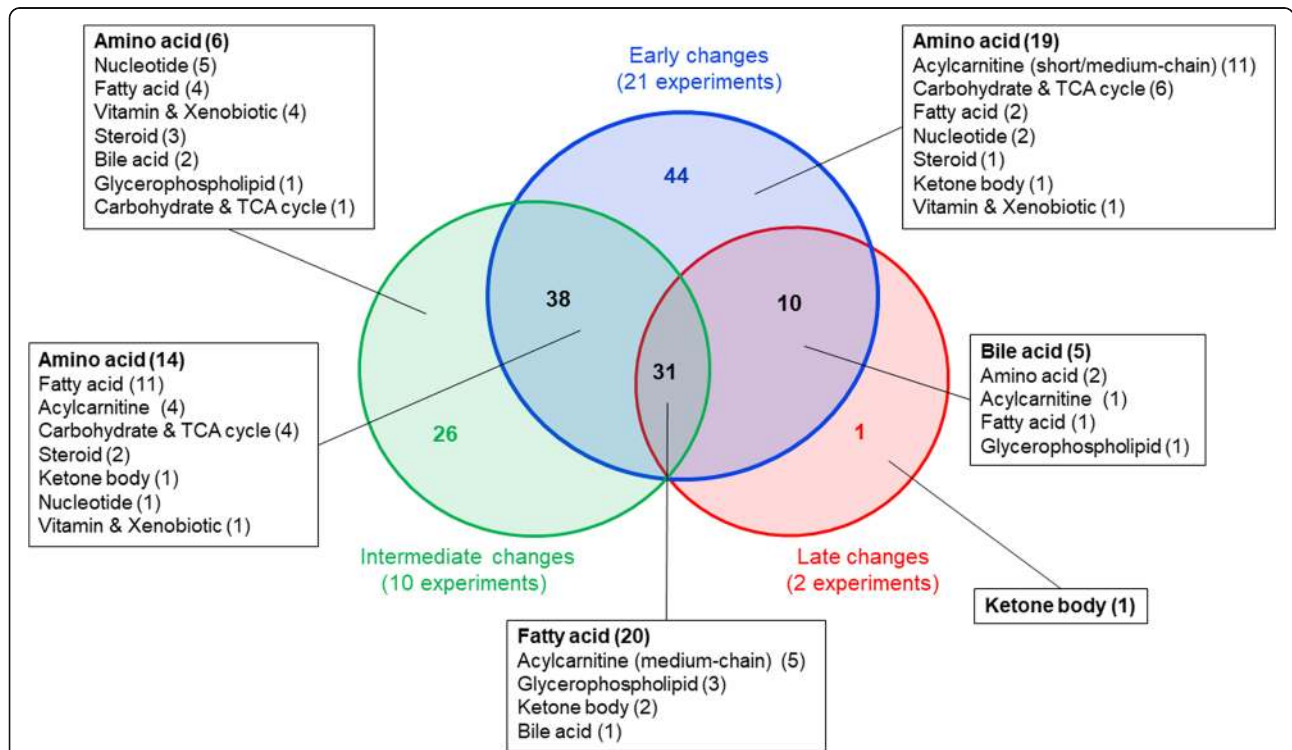 Amino acid (6)
Nucleotide (5)
Fatty acid (4)
Vitamin & Xenobiotic (4)
Steroid (3)
Bile acid (2)
Glycerophospholipid (1)
Carbohydrate & TCA cycle (1)
Early changes
(21 experiments)
Amino acid (19)
Acylcarnitine (short/medium-chain) (11)
Carbohydrate & TCA cycle (6)
Fatty acid (2)
Nucleotide (2)
Steroid (1)
Ketone body (1)
Vitamin & Xenobiotic (1)
44
38
10
31
26
1
Amino acid (14)
Fatty acid (11)
Acylcarnitine (4)
Carbohydrate & TCA cycle (4)
Steroid (2)
Ketone body (1)
Nucleotide (1)
Vitamin & Xenobiotic (1)
Bile acid (5)
Amino acid (2)
Acylcarnitine (1)
Fatty acid (1)
Glycerophospholipid (1)
Intermediate changes
(10 experiments)
Late changes
(2 experiments)
Ketone body (1)
Fatty acid (20)
Acylcarnitine (medium-chain) (5)
Glycerophospholipid (3)
Ketone body (2)
Bile acid (1)